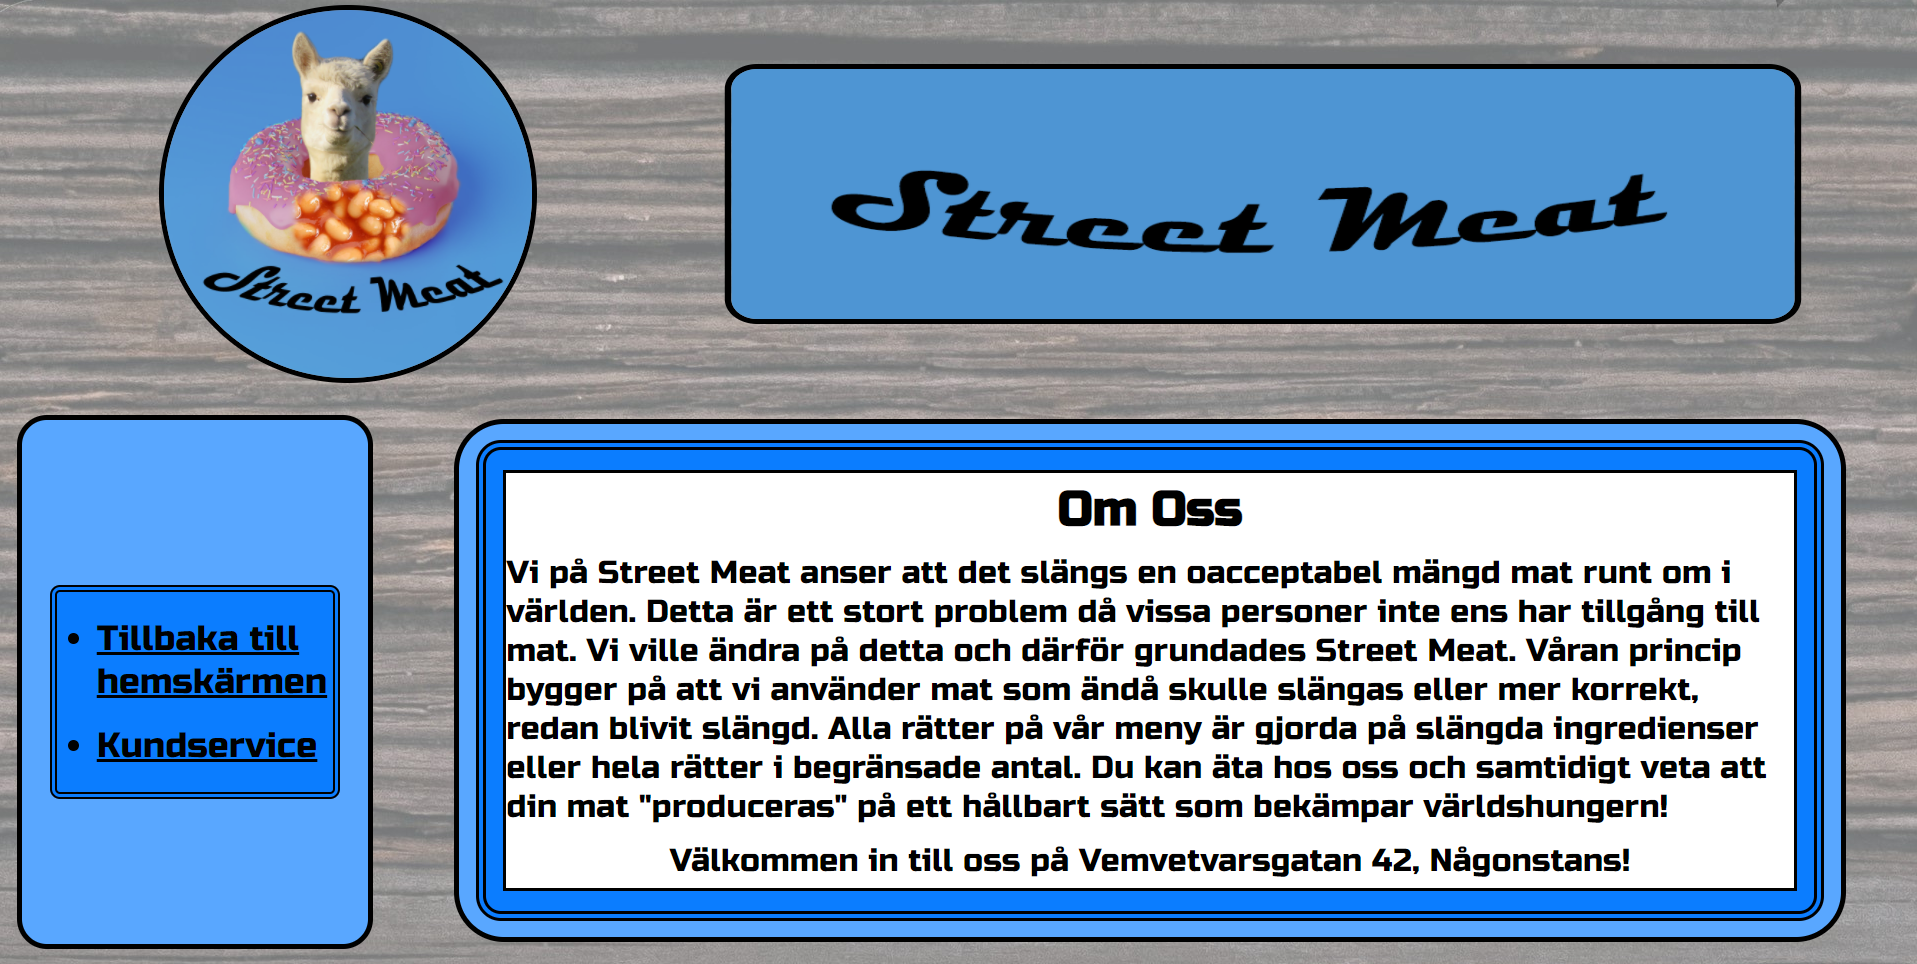 Street Meat
Street Meat
Tillbaka till
hemskärmen
Kundservice
Om Oss
Vi på Street Meat anser att det slängs en oacceptabel mängd mat runt om i
världen. Detta är ett stort problem då vissa personer inte ens har tillgång till
mat. Vi ville ändra på detta och därför grundades Street Meat. Våran princip
bygger på att vi använder mat som ändå skulle slängas eller mer korrekt,
redan blivit slängd. Alla rätter på vår meny är gjorda på slängda ingredienser
eller hela rätter i begränsade antal. Du kan äta hos oss och samtidigt veta att
din mat "produceras" på ett hållbart sätt som bekämpar världshungern!
Välkommen in till oss på Vemvetvarsgatan 42, Någonstans!